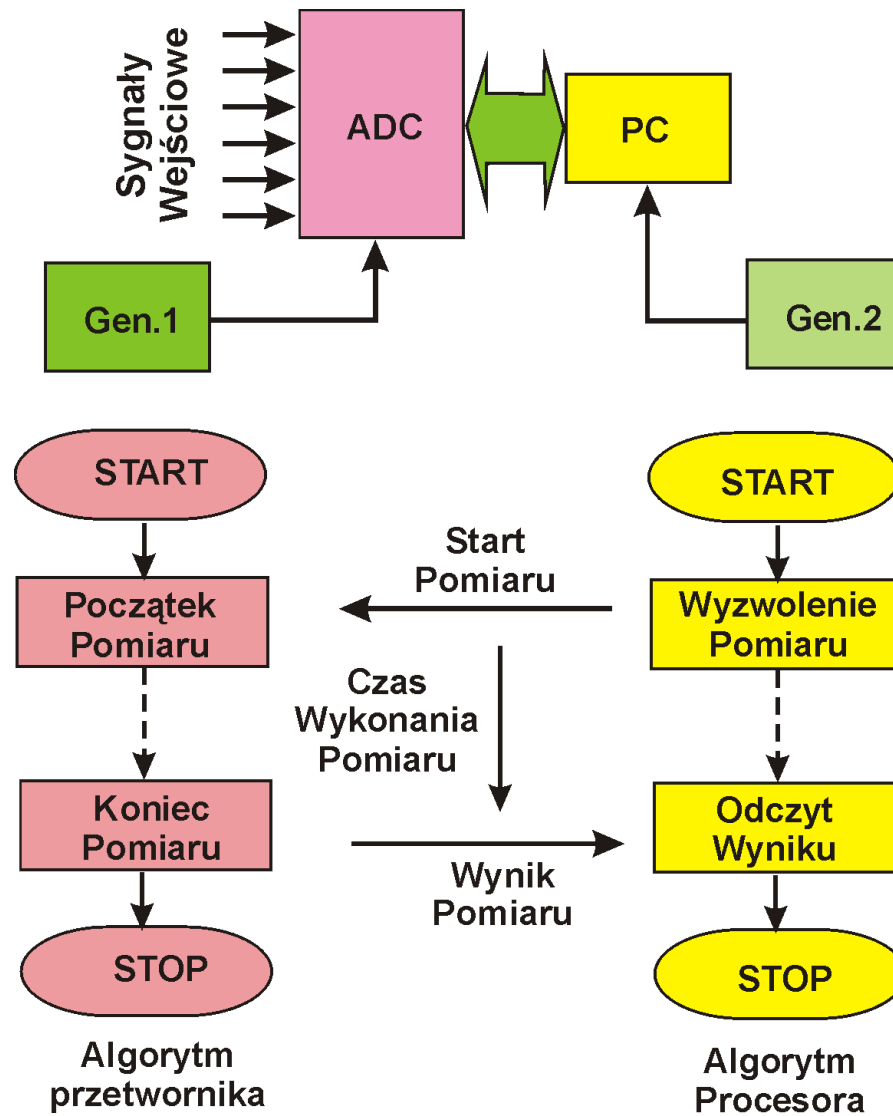 Sygnały
Wejściowe
ADC
PC
Gen.1
Gen.2
START
START
Start
Pomiaru
Początek
Pomiaru
Wyzwolenie
Pomiaru
Czas
Wykonania
Pomiaru
Koniec
Pomiaru
Odczyt
Wyniku
Wynik
Pomiaru
STOP
STOP
Algorytm
przetwornika
Algorytm
Procesora